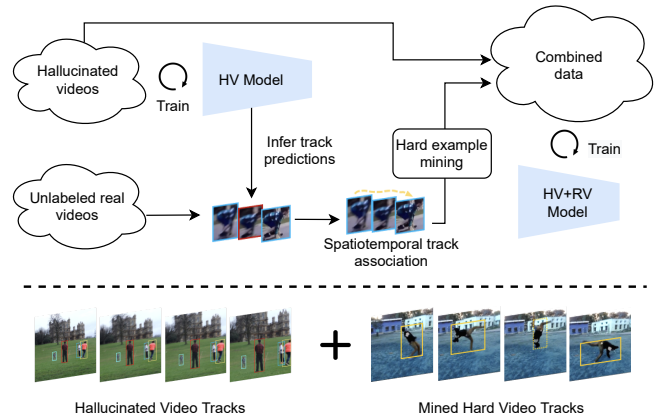 Hallucinated
videos
Train
HV Model
Combined
data
Infer track
predictions
Hard example
mining
Train
Unlabeled real
videos
HV+RV
Model
Spatiotemporal track
association
Hallucinated Video Tracks
Mined Hard Video Tracks